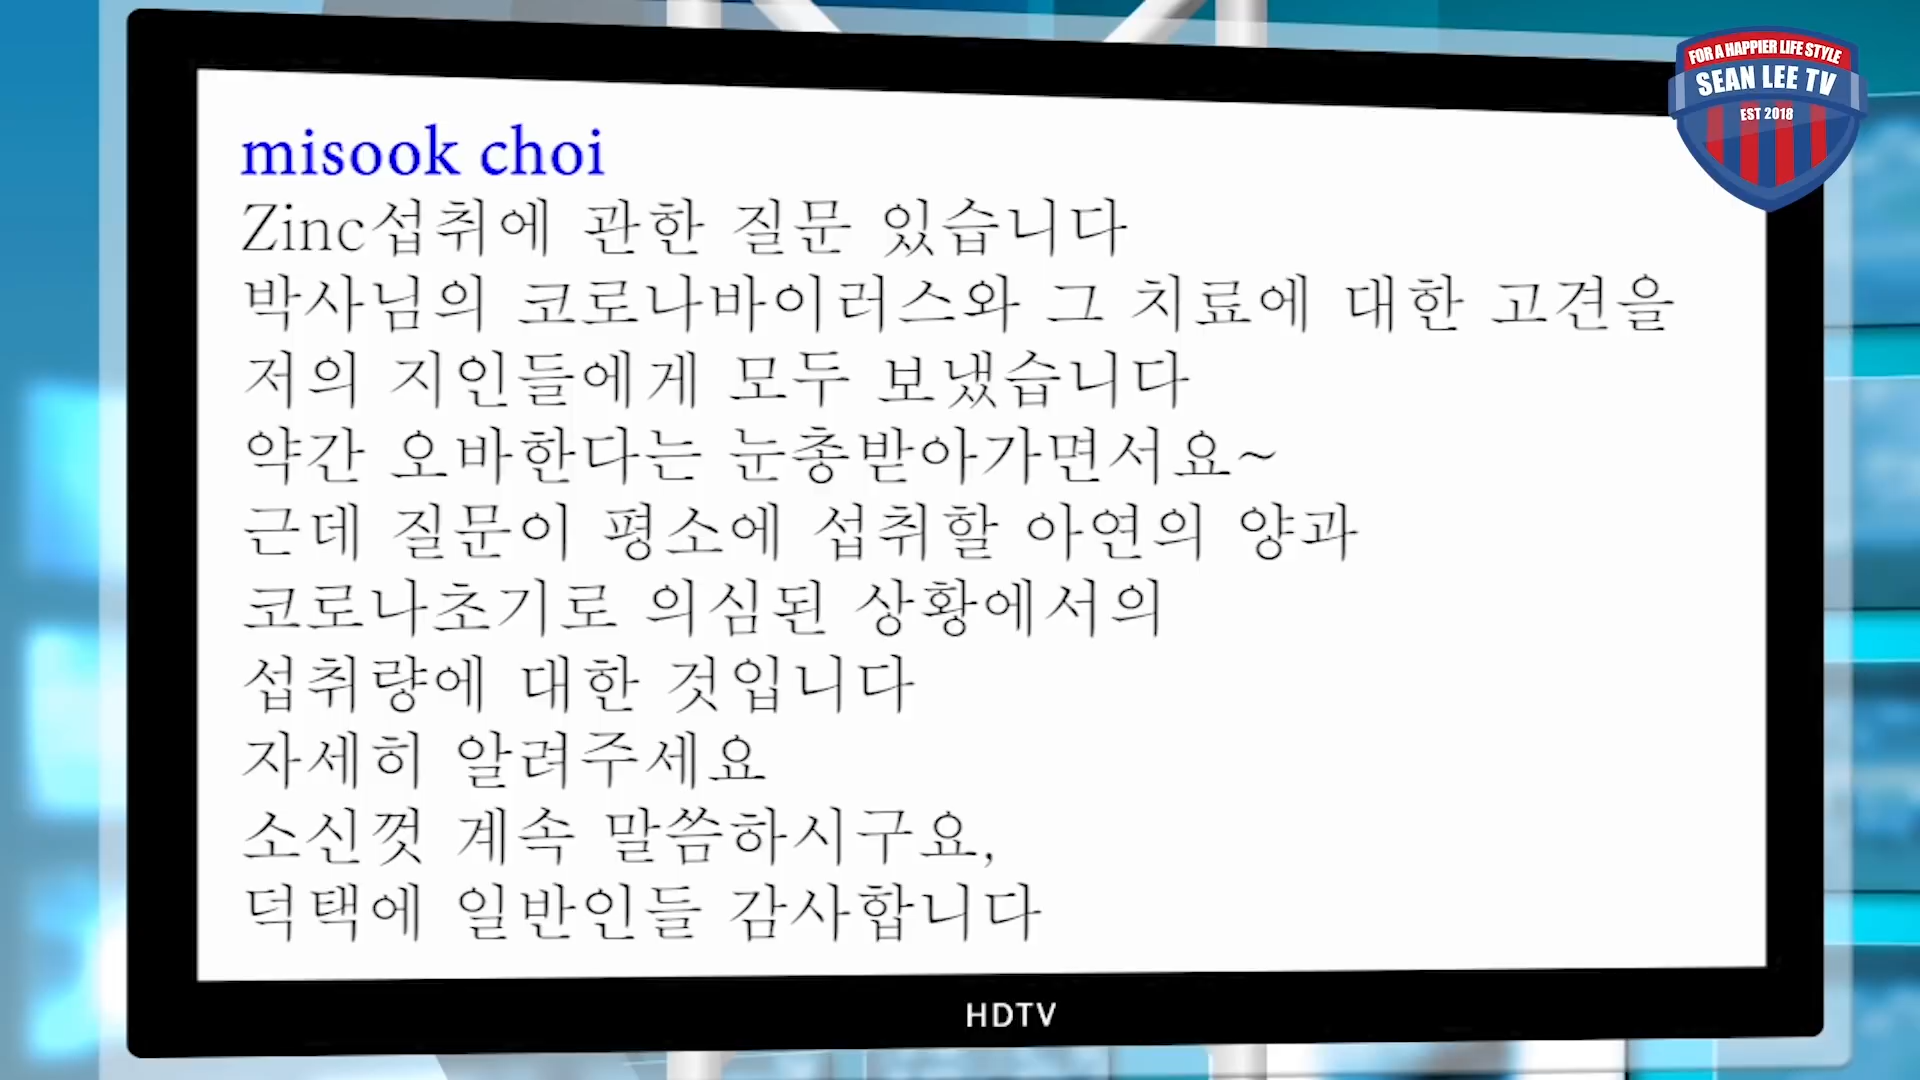 FOR A HAPPIER LIFE STYLE
SEAN LEE TV
EST 2018
misook choi
Zinc섭취에 관한 질문 있습니다
박사님의 코로나바이러스와 그 치료에 대한 고견을
저의 지인들에게 모두 보냈습니다
약간 오바한다는 눈총받아가면서요~
근데 질문이 평소에 섭취할 아연의 양과
코로나초기로 의심된 상황에서의
섭취량에 대한 것입니다
자세히 알려주세요
소신껏 계속 말씀하시구요,
덕택에 일반인들 감사합니다
HDTV